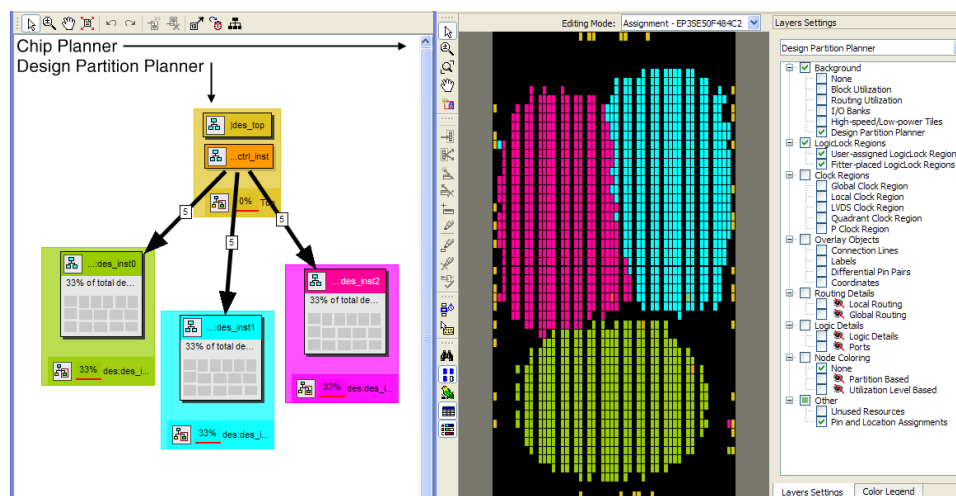 Chip Planner
Design Partition Planner
|des_top
...ctrl_inst
0%
5
5
5
...:des_inst0
33% of total de...
33% des:des_i...
...:des_inst1
33% of total de...
33% des:des_i...
...:des_inst2
33% of total de...
33% des:des_i...
Editing Mode: Assignment - EP3SE50F484C2
Layers Settings
Design Partition Planner
Background
None
Block Utilization
Routing Utilization
I/O Banks
High-speed/Low-power Tiles
Design Partition Planner
LogicLock Regions
User-assigned LogicLock Region
Fitter-placed LogicLock Regions
Clock Regions
Global Clock Region
Local Clock Region
LVDS Clock Region
Quadrant Clock Region
P Clock Region
Overlay Objects
Connection Lines
Labels
Differential Pin Pairs
Coordinates
Routing Details
Local Routing
Global Routing
Logic Details
Logic Details
Ports
Node Coloring
None
Partition Based
Utilization Level Based
Other
Unused Resources
Pin and Location Assignments
Layers Settings
Color Legend